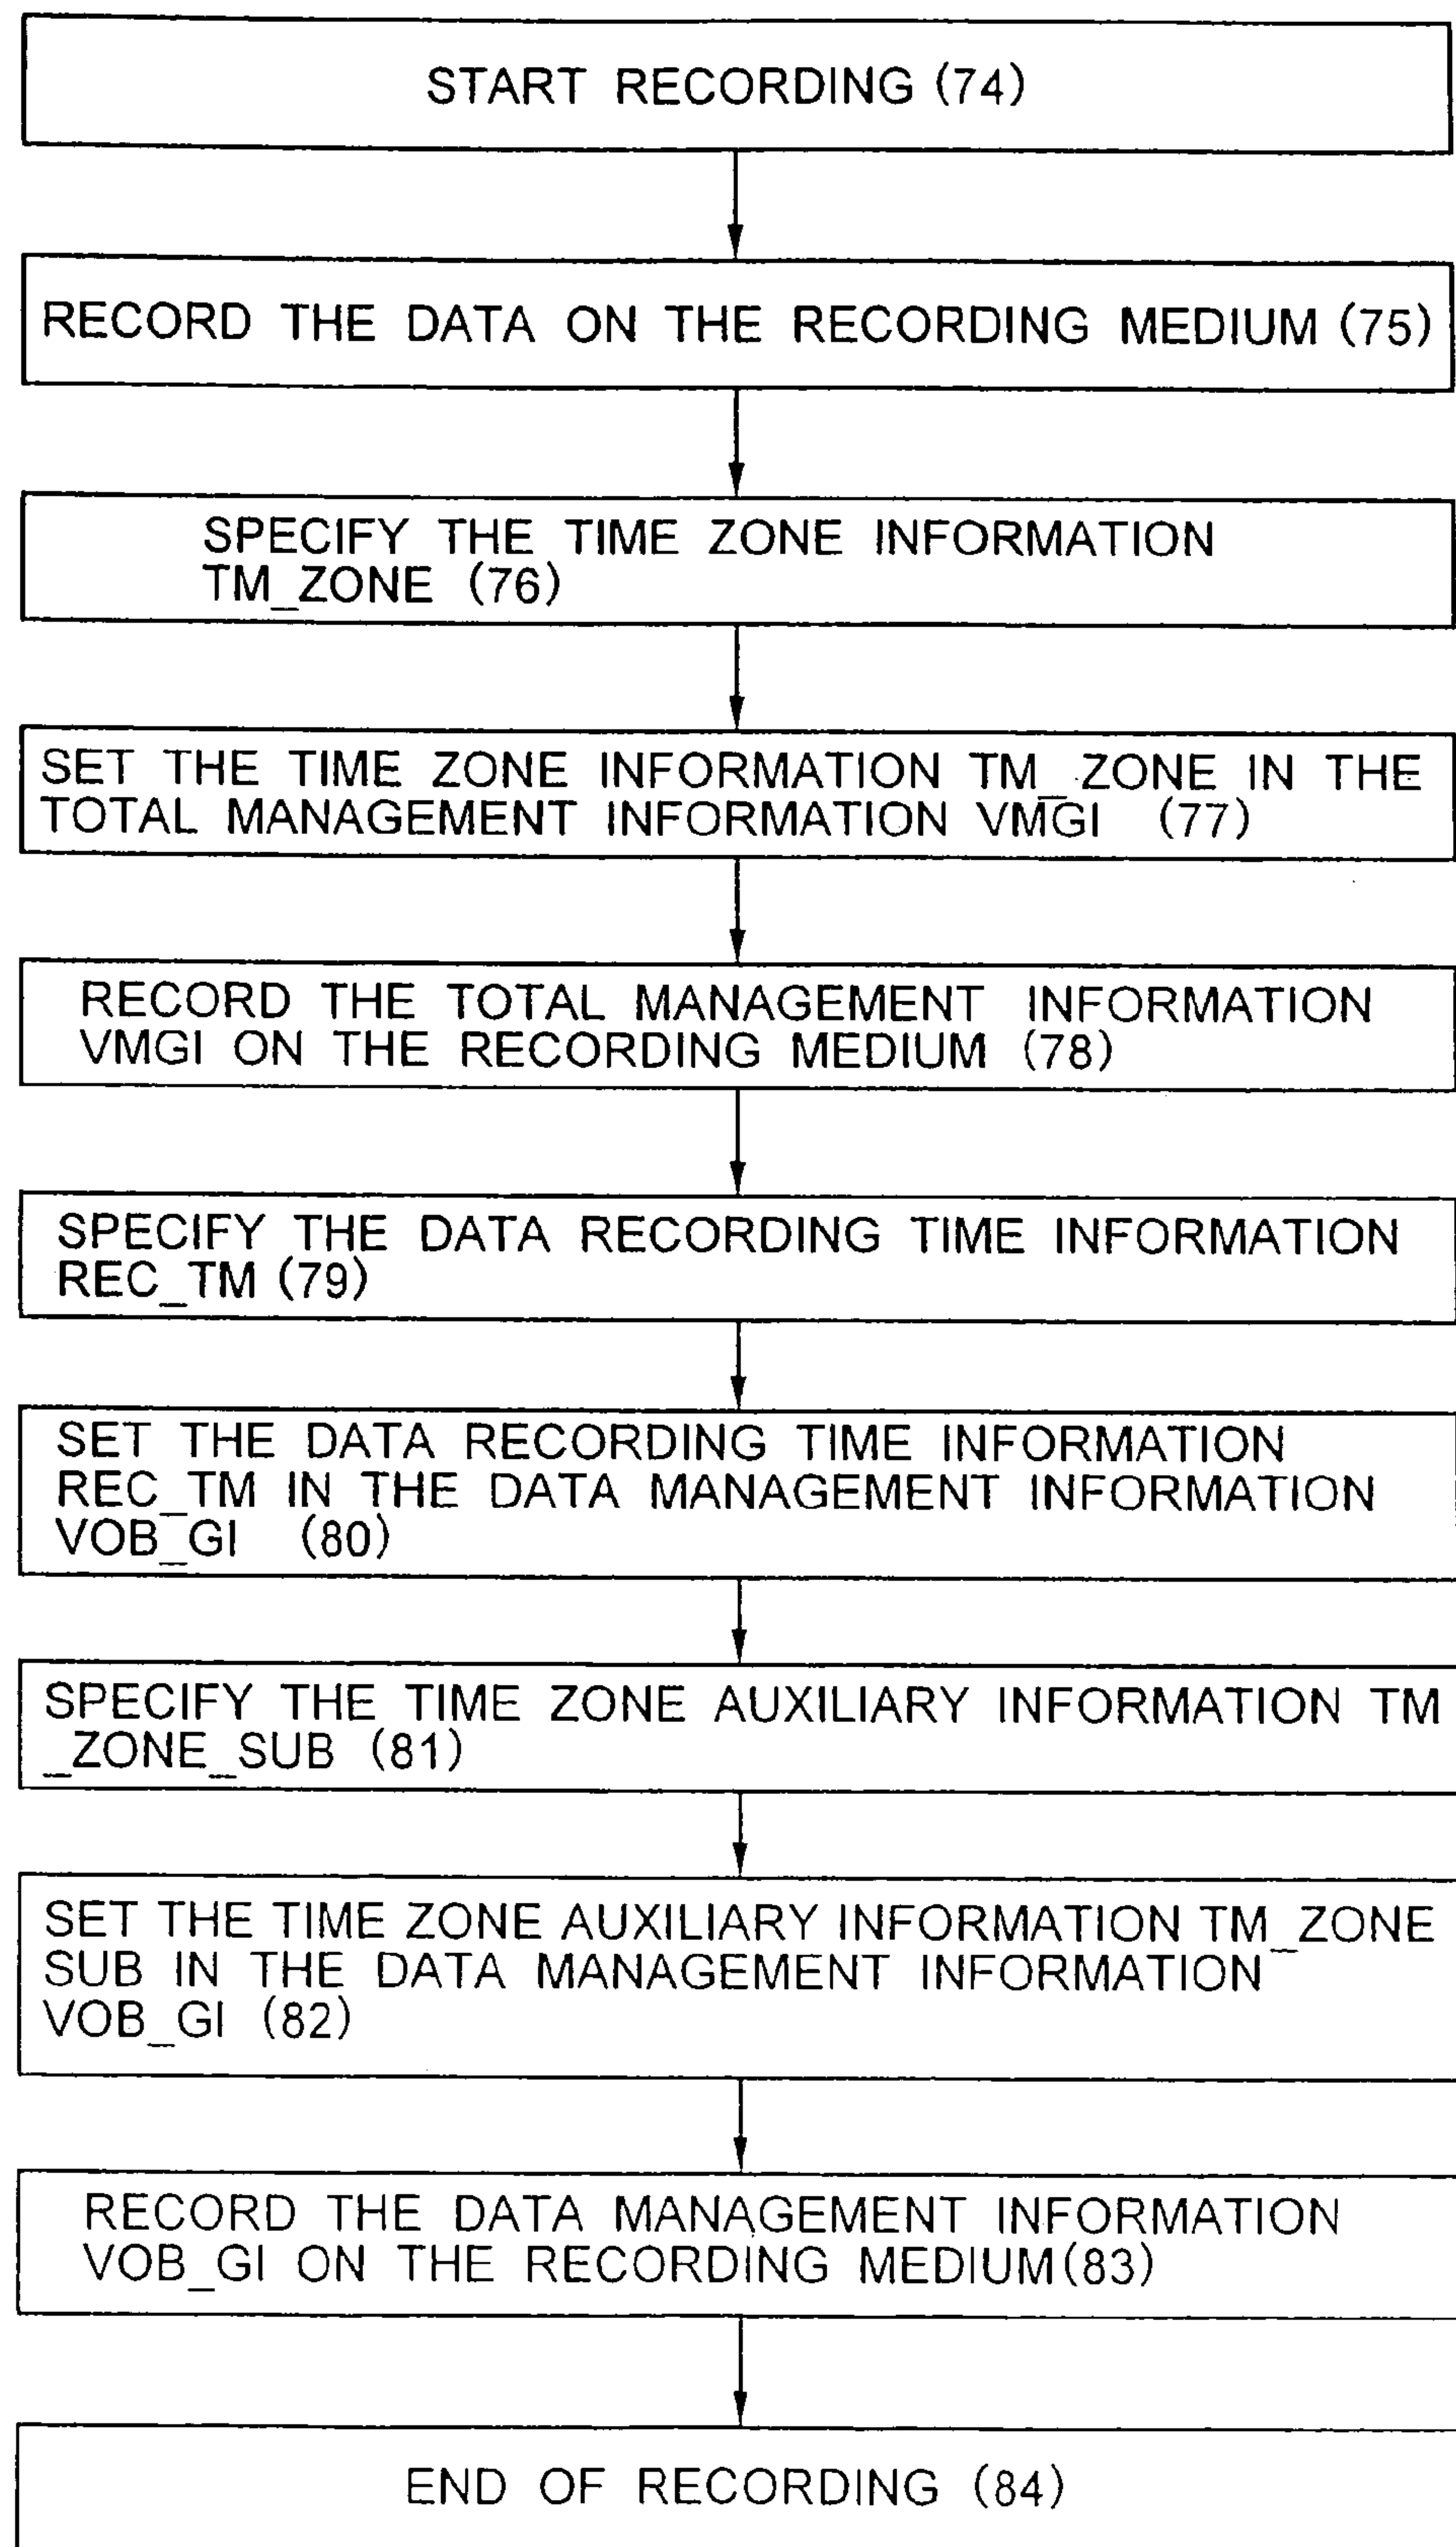 START RECORDING (74)
RECORD THE DATA ON THE RECORDING MEDIUM (75)
SPECIFY THE TIME ZONE INFORMATION
TM_ZONE (76)
SET THE TIME ZONE INFORMATION TM_ZONE IN THE
TOTAL MANAGEMENT INFORMATION VMGI (77)
RECORD THE TOTAL MANAGEMENT INFORMATION
VMGI ON THE RECORDING MEDIUM (78)
SPECIFY THE DATA RECORDING TIME INFORMATION
REC_TM (79)
SET THE DATA RECORDING TIME INFORMATION
REC_TM IN THE DATA MANAGEMENT INFORMATION
VOB_GI (80)
SPECIFY THE TIME ZONE AUXILIARY INFORMATION TM
_ZONE_SUB (81)
SET THE TIME ZONE AUXILIARY INFORMATION TM_ZONE
SUB IN THE DATA MANAGEMENT INFORMATION
VOB_GI (82)
RECORD THE DATA MANAGEMENT INFORMATION
VOB_GI ON THE RECORDING MEDIUM(83)
END OF RECORDING (84)